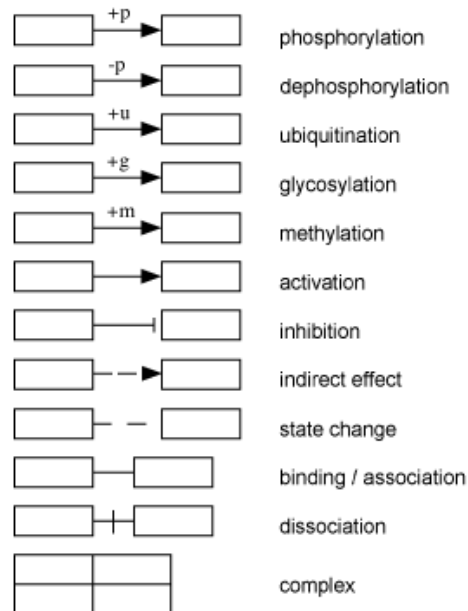 +p phosphorylation
-p dephosphorylation
+u ubiquitination
+g glycosylation
+m methylation
activation
inhibition
indirect effect
state change
binding / association
dissociation
complex